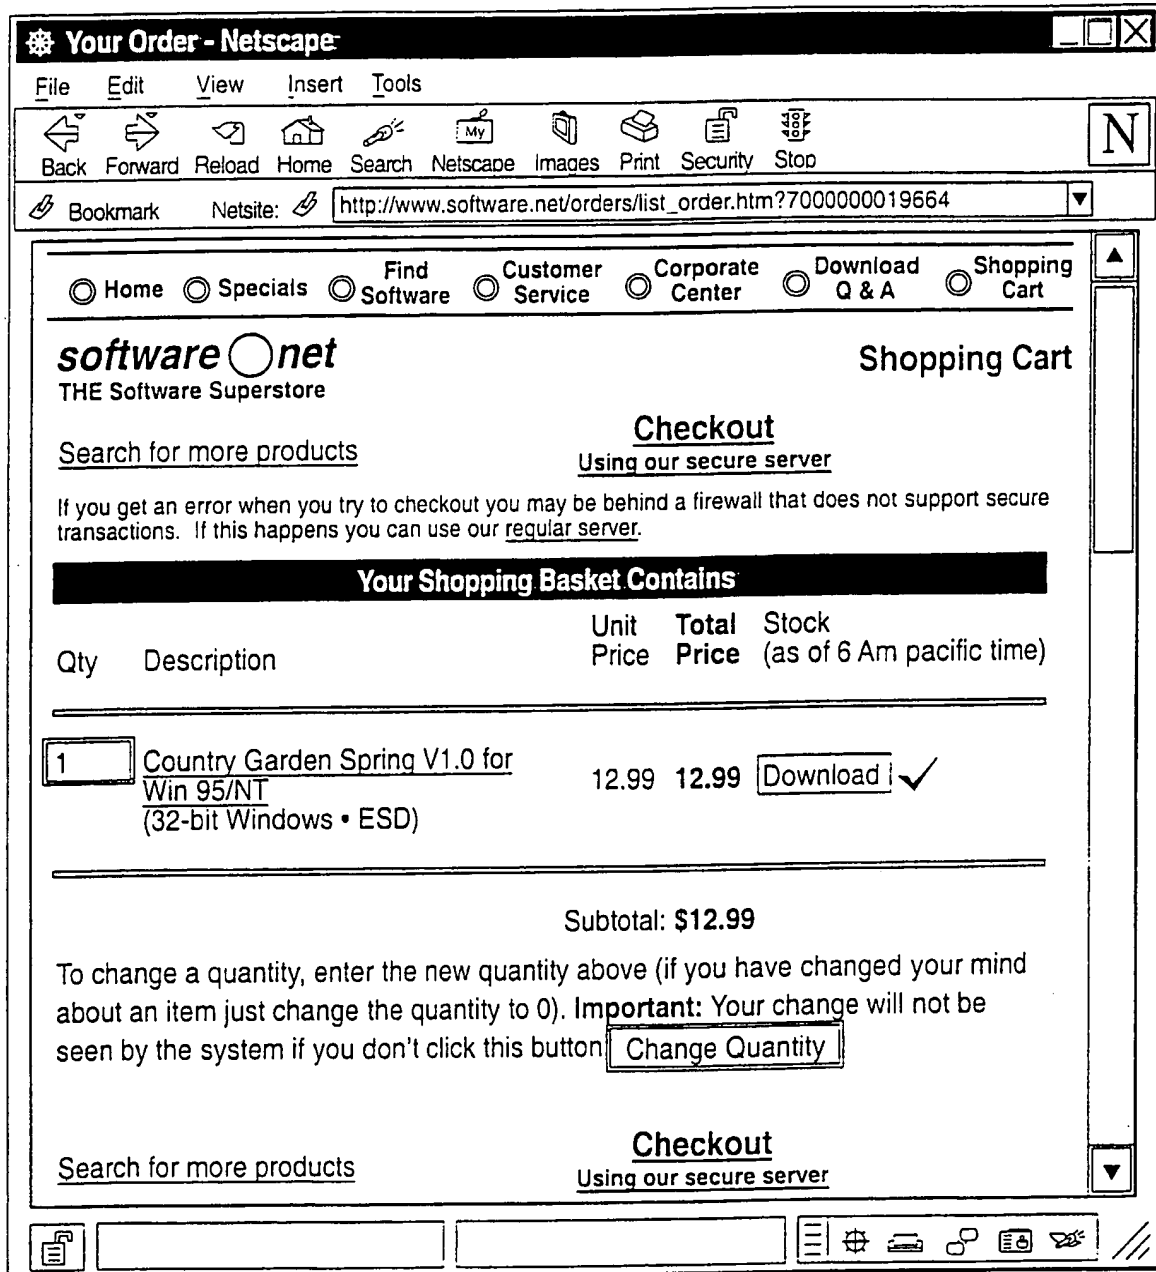 Your Order - Netscape
File Edit View Insert Tools
My
N
Back Forward Reload Home Search Netscape Images Print Security Stop
Bookmark Netsite: http://www.software.net/orders/list_order.htm?7000000019664
Home Specials Find Software Customer Service Corporate Center Download Q & A Shopping Cart
software net Shopping Cart
THE Software Superstore
Checkout
Search for more products Using our secure server
If you get an error when you try to checkout you may be behind a firewall that does not support secure
transactions. If this happens you can use our regular server.
Your Shopping Basket Contains
Unit Total Stock
Qty Description Price Price (as of 6 Am pacific time)
1 Country Garden Spring V1.0 for
Win 95/NT 12.99 12.99 Download
(32-bit Windows • ESD)
Subtotal: $12.99
To change a quantity, enter the new quantity above (if you have changed your mind
about an item just change the quantity to 0). Important: Your change will not be
seen by the system if you don't click this button Change Quantity
Checkout
Search for more products Using our secure server